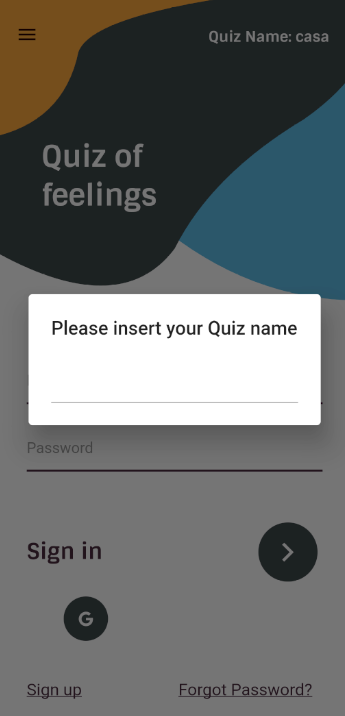 Quiz Name: casa
Quiz of
feelings
Please insert your Quiz name
Password
Sign in
G
Sign up
Forgot Password?